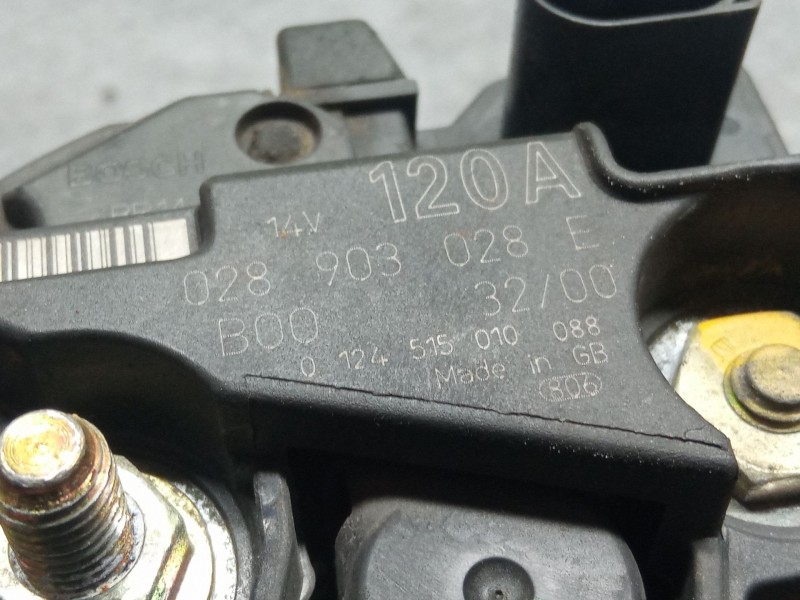 BOSCH
120A
14V
028 903 028 E
B00 32/00
0 124 515 010 088
Made in GB
806